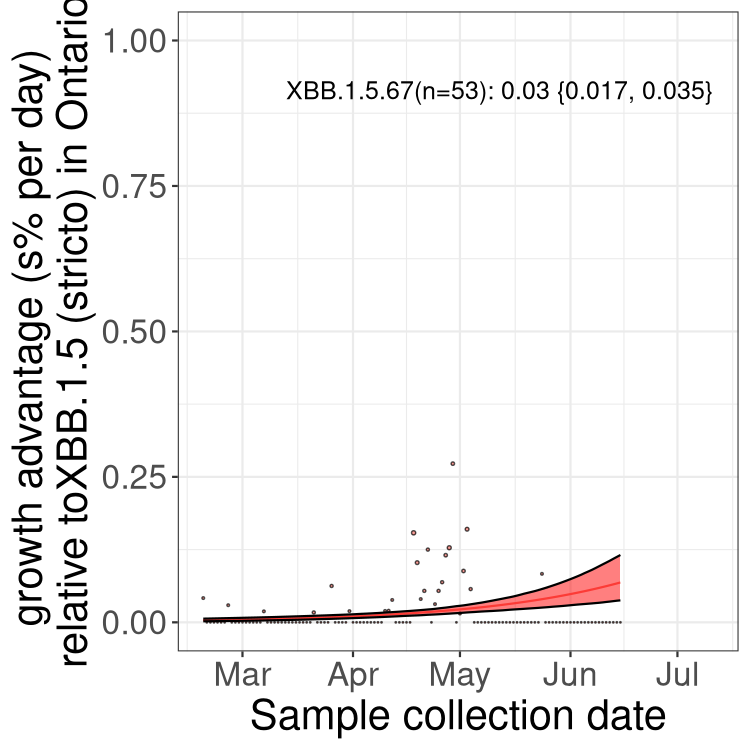 growth advantage (s% per day)
relative toXBB.1.5 (stricto) in Ontario
1.00
0.75
0.50
0.25
0.00
XBB.1.5.67(n=53): 0.03 {0.017, 0.035}
Mar Apr May Jun Jul
Sample collection date